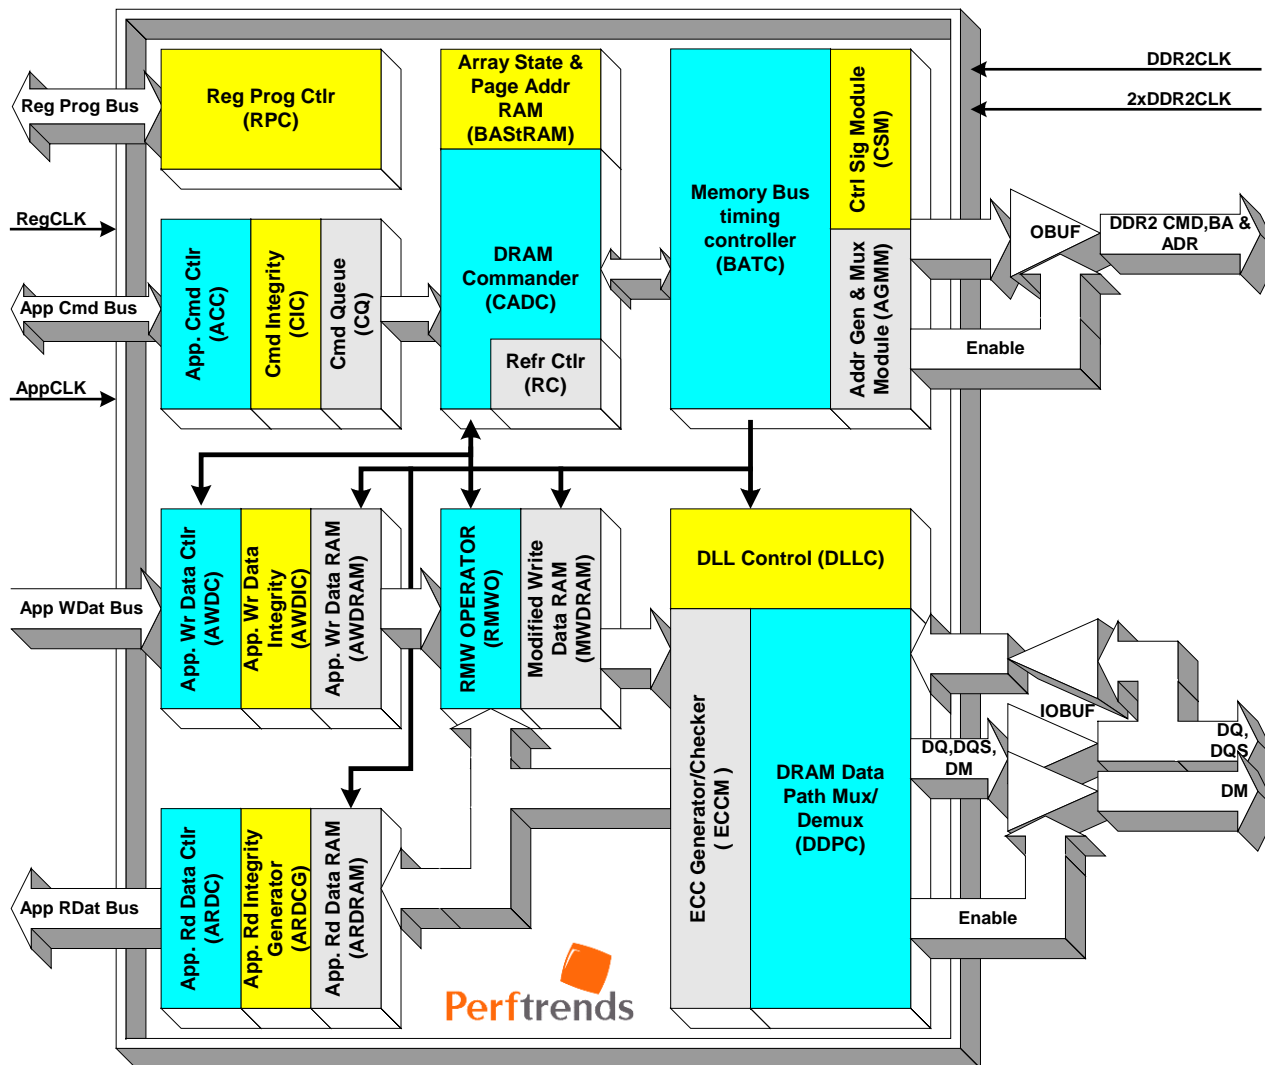 Reg Prog Bus
RegCLK
App Cmd Bus
AppCLK
App WDat Bus
App RDat Bus
Reg Prog Ctlr
(RPC)
App. Cmd Ctlr
(ACC)
Cmd Integrity
(CIC)
Cmd Queue
(CQ)
Array State &
Page Addr
RAM
(BAStRAM)
DRAM
Commander
(CADC)
Refr Ctlr
(RC)
Memory Bus
timing
controller
(BATC)
Ctrl Sig Module
(CSM)
Addr Gen & Mux
Module (AGMM)
DDR2CLK
2xDDR2CLK
OBUF
DDR2 CMD,BA &
ADR
Enable
App. Wr Data Ctlr
(AWDC)
App. Wr Data
Integrity
(AWDIC)
App. Wr Data RAM
(AWDRAM)
RMW OPERATOR
(RMWO)
Modified Write
Data RAM
(MWDRAM)
DLL Control (DLLC)
ECC Generator/Checker
( ECCM )
DRAM Data
Path Mux/
Demux
(DDPC)
IOBUF
DQ,DQS,
DM
DQ,
DQS
DM
Enable
App. Rd Data Ctlr
(ARDC)
App. Rd Integrity
Generator
(ARDCG)
App. Rd Data RAM
(ARDRAM)
Perftrends